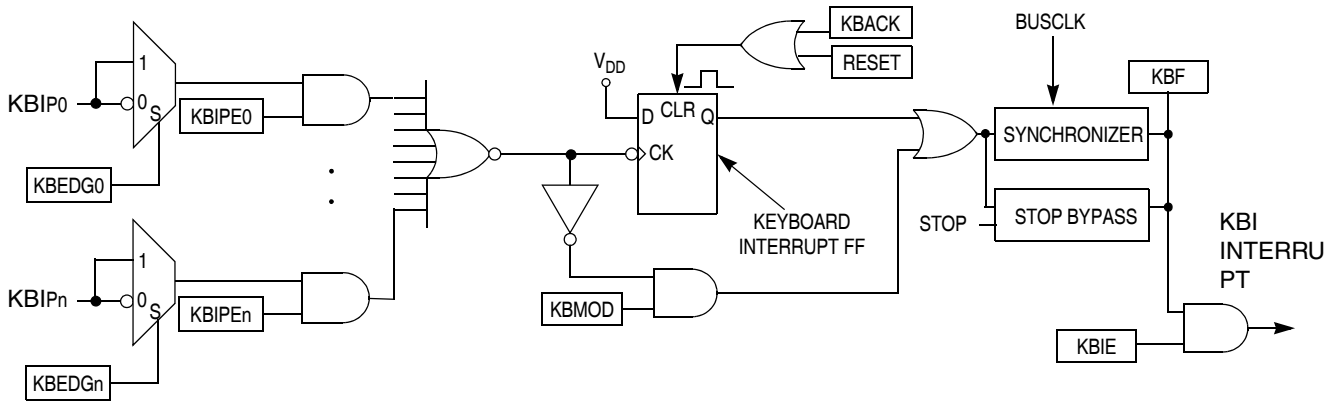 KBIP0
1
0
S
KBIPE0
KBEDG0
KBIPn
1
0
S
KBIPEn
KBEDGn
VDD
D
CLR
Q
CK
KBACK
RESET
KEYBOARD
INTERRUPT FF
KBMOD
BUSCLK
SYNCHRONIZER
STOP
STOP BYPASS
KBF
KBIE
KBI
INTERRU
PT